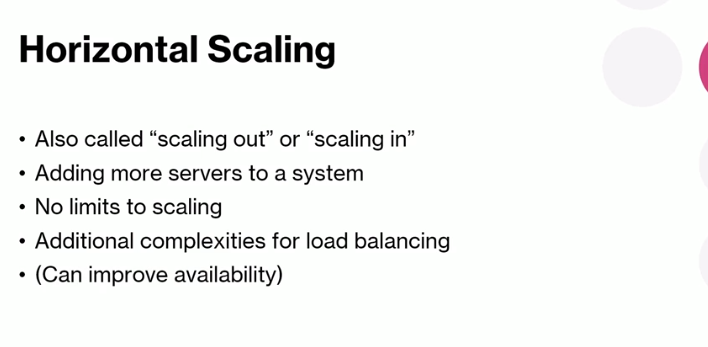 Horizontal Scaling
• Also called “scaling out” or “scaling in”
• Adding more servers to a system
• No limits to scaling
• Additional complexities for load balancing
• (Can improve availability)